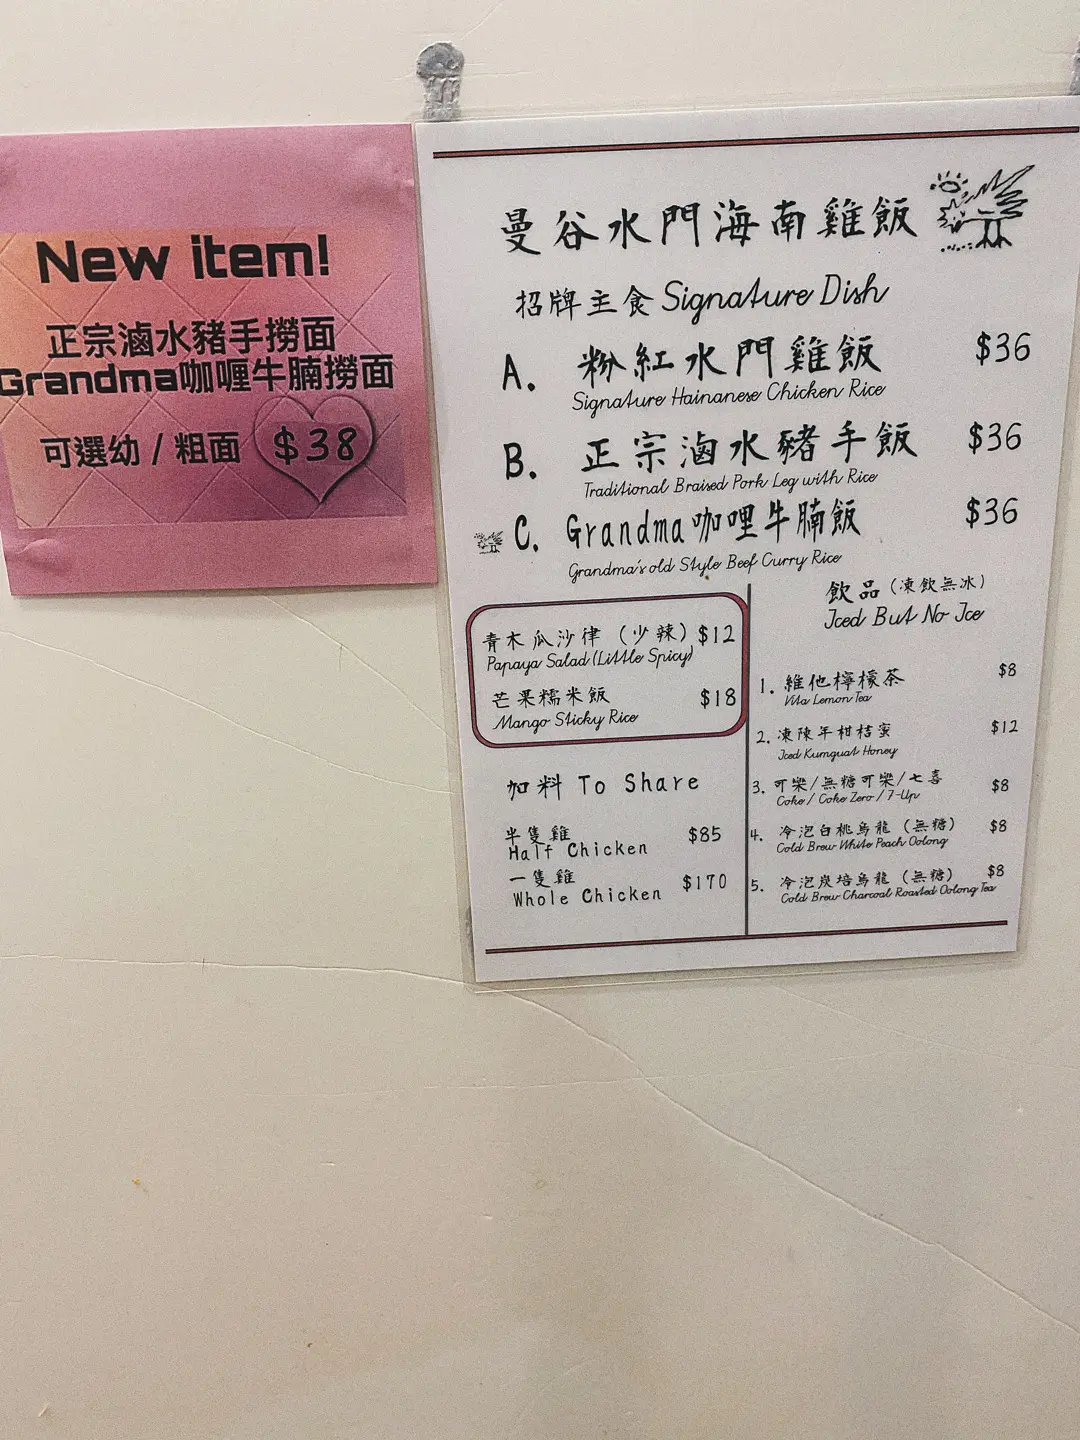 New item!
正宗滷水豬手撈面
Grandma咖喱牛腩撈面
可選幼 / 粗面 $38
曼谷水門海南雞飯
招牌主食 Signature Dish
A. 粉紅水門雞飯 $36
Signature Hainanese Chicken Rice
B. 正宗滷水豬手飯 $36
Traditional Braised Pork Leg with Rice
C. Grandma咖哩牛腩飯 $36
Grandma's old Style Beef Curry Rice
青木瓜沙律 (少辣) $12
Papaya Salad (Little Spicy)
芒果糯米飯 $18
Mango Sticky Rice
加料 To Share
半隻雞 $85
Half Chicken
一隻雞 $170
Whole Chicken
飲品 (凍飲無冰)
Iced But No Ice
1. 維他檸檬茶 $8
Vita Lemon Tea
2. 凍陳年柑桔蜜 $12
Iced Kumguat Honey
3. 可樂/無糖可樂/七喜 $8
Coke / Coke Zero / 7-Up
4. 冷泡白桃烏龍 (無糖) $8
Cold Brew White Peach Oolong
5. 冷泡炭培烏龍 (無糖) $8
Cold Brew Charcoal Roasted Oolong Tea